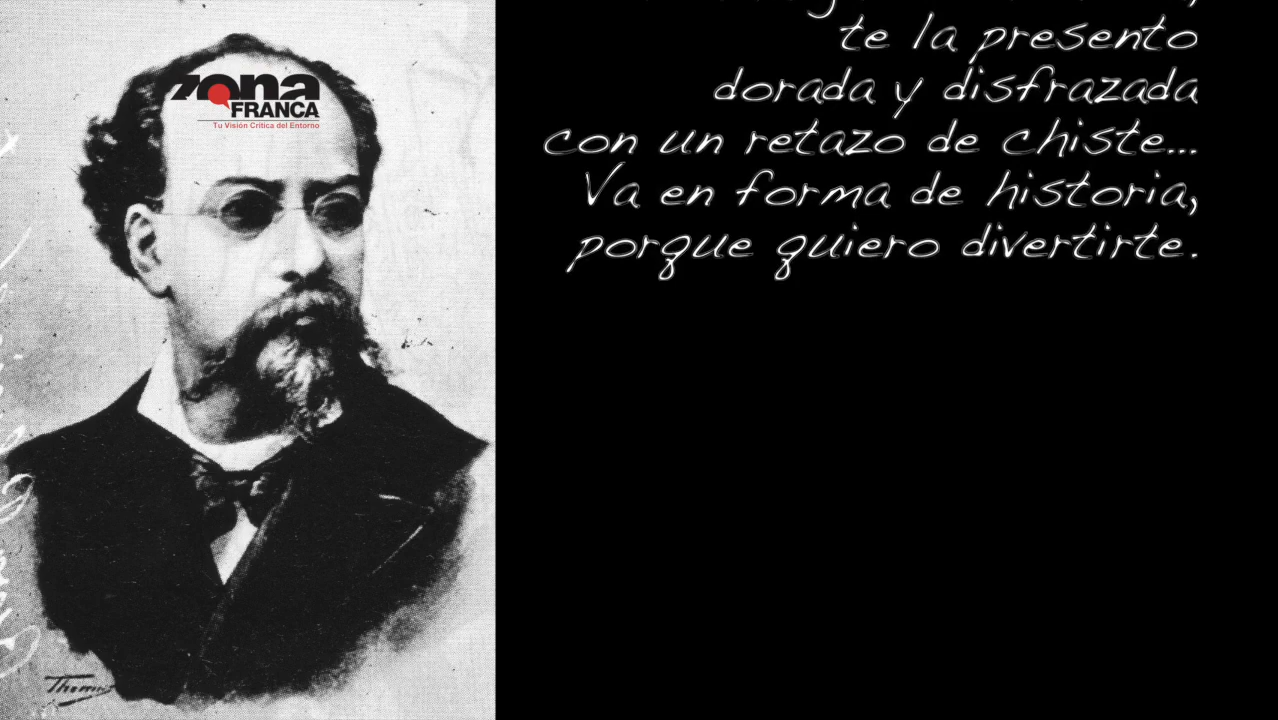 zona
FRANCA
Tu Visión Crítica del Entorno
te la presento
dorada y disfrazada
con un retazo de chiste...
Va en forma de historia,
porque quiero divertirte.